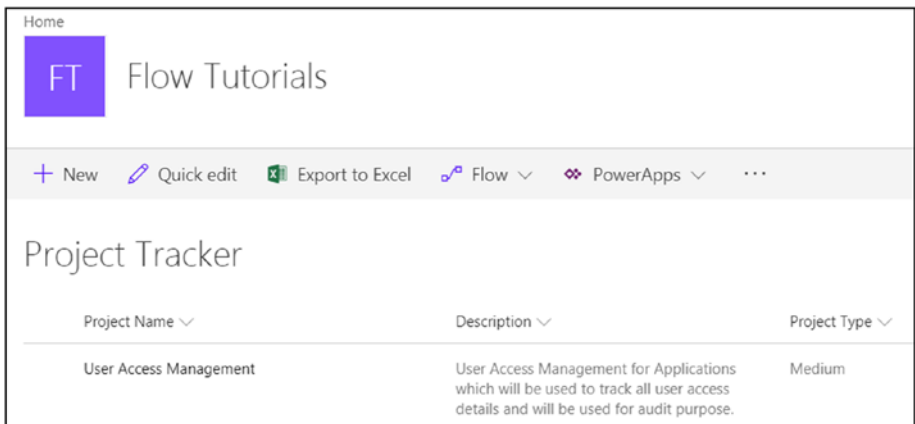 Home
FT
Flow Tutorials
New Quick edit Export to Excel Flow PowerApps ...
Project Tracker
Project Name Description Project Type
User Access Management User Access Management for Applications Medium
which will be used to track all user access
details and will be used for audit purpose.